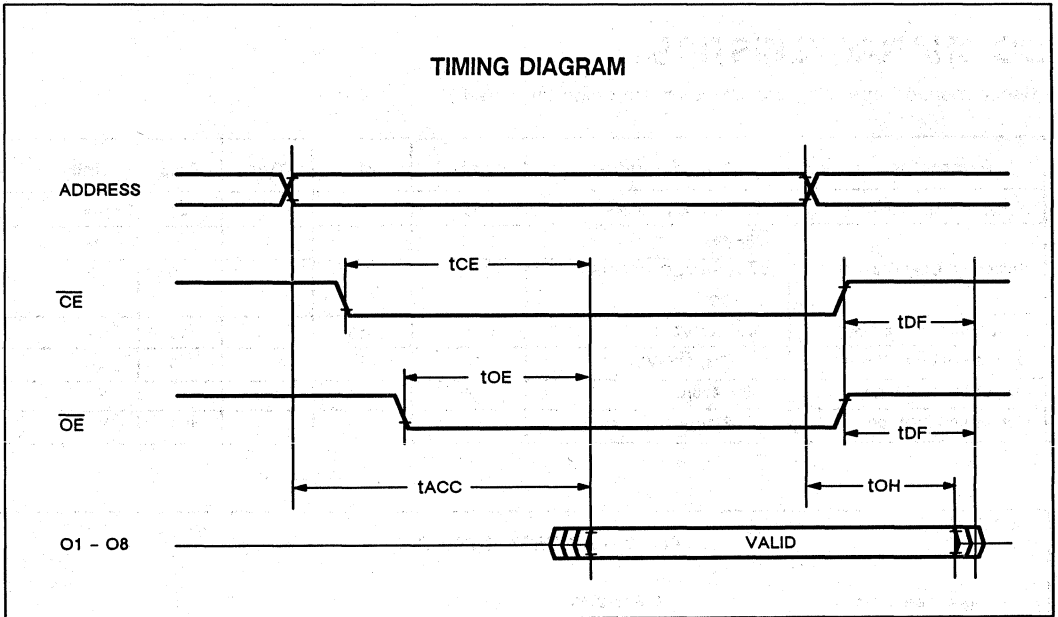 TIMING DIAGRAM
ADDRESS
tCE
CE
tDF
tOE
OE
tDF
tACC
tOH
O1 – O8
VALID